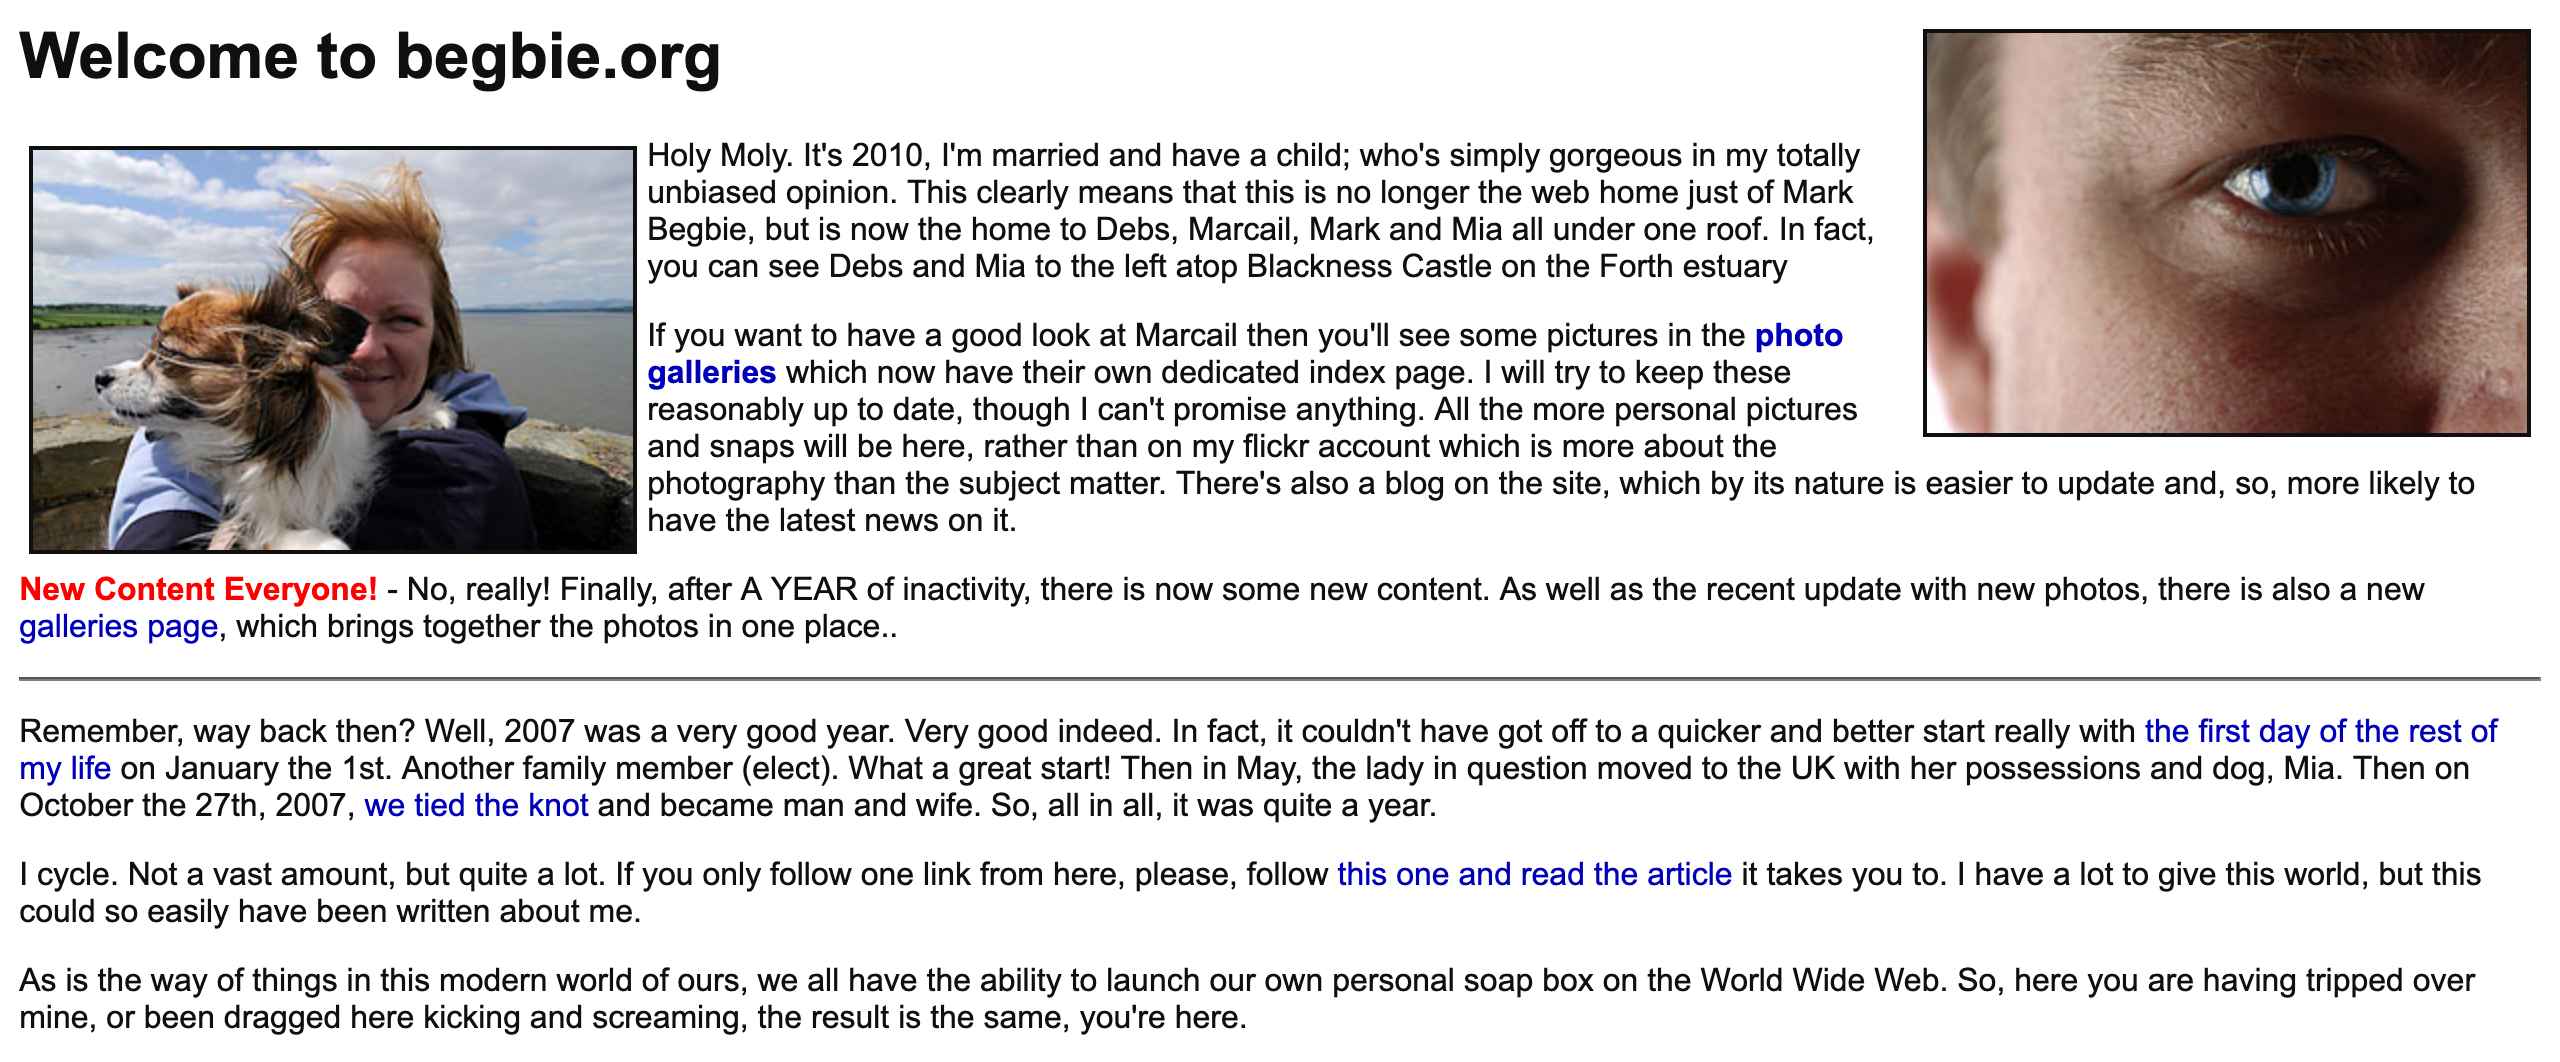 Welcome to begbie.org
Holy Moly. It's 2010, I'm married and have a child; who's simply gorgeous in my totally
unbiased opinion. This clearly means that this is no longer the web home just of Mark
Begbie, but is now the home to Debs, Marcail, Mark and Mia all under one roof. In fact,
you can see Debs and Mia to the left atop Blackness Castle on the Forth estuary
If you want to have a good look at Marcail then you'll see some pictures in the photo
galleries which now have their own dedicated index page. I will try to keep these
reasonably up to date, though I can't promise anything. All the more personal pictures
and snaps will be here, rather than on my flickr account which is more about the
photography than the subject matter. There's also a blog on the site, which by its nature is easier to update and, so, more likely to
have the latest news on it.
New Content Everyone! - No, really! Finally, after A YEAR of inactivity, there is now some new content. As well as the recent update with new photos, there is also a new
galleries page, which brings together the photos in one place..
Remember, way back then? Well, 2007 was a very good year. Very good indeed. In fact, it couldn't have got off to a quicker and better start really with the first day of the rest of
my life on January the 1st. Another family member (elect). What a great start! Then in May, the lady in question moved to the UK with her possessions and dog, Mia. Then on
October the 27th, 2007, we tied the knot and became man and wife. So, all in all, it was quite a year.
I cycle. Not a vast amount, but quite a lot. If you only follow one link from here, please, follow this one and read the article it takes you to. I have a lot to give this world, but this
could so easily have been written about me.
As is the way of things in this modern world of ours, we all have the ability to launch our own personal soap box on the World Wide Web. So, here you are having tripped over
mine, or been dragged here kicking and screaming, the result is the same, you're here.